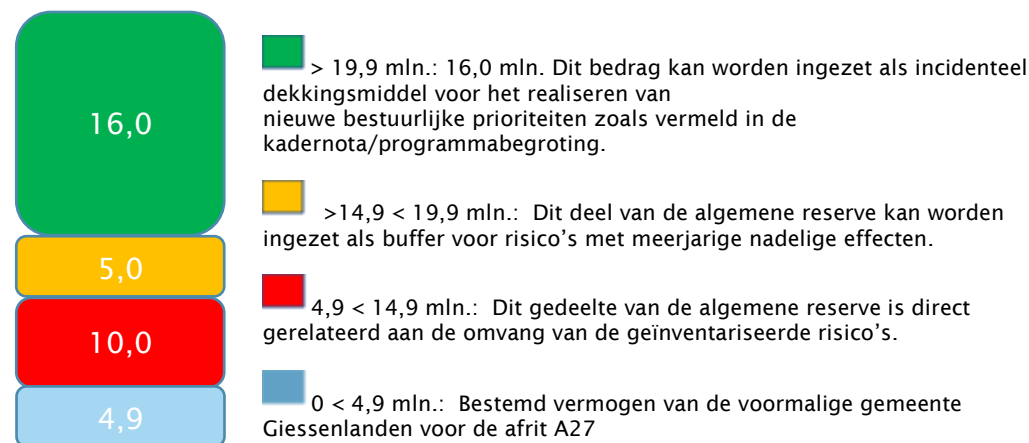 16,0
5,0
10,0
4,9
> 19,9 mln.: 16,0 mln. Dit bedrag kan worden ingezet als incidenteel
dekkingsmiddel voor het realiseren van
nieuwe bestuurlijke prioriteiten zoals vermeld in de
kadernota/programmabegroting.
>14,9 < 19,9 mln.: Dit deel van de algemene reserve kan worden
ingezet als buffer voor risico’s met meerjarige nadelige effecten.
4,9 < 14,9 mln.: Dit gedeelte van de algemene reserve is direct
gerelateerd aan de omvang van de geïnventariseerde risico’s.
0 < 4,9 mln.: Bestemd vermogen van de voormalige gemeente
Giessenlanden voor de afrit A27